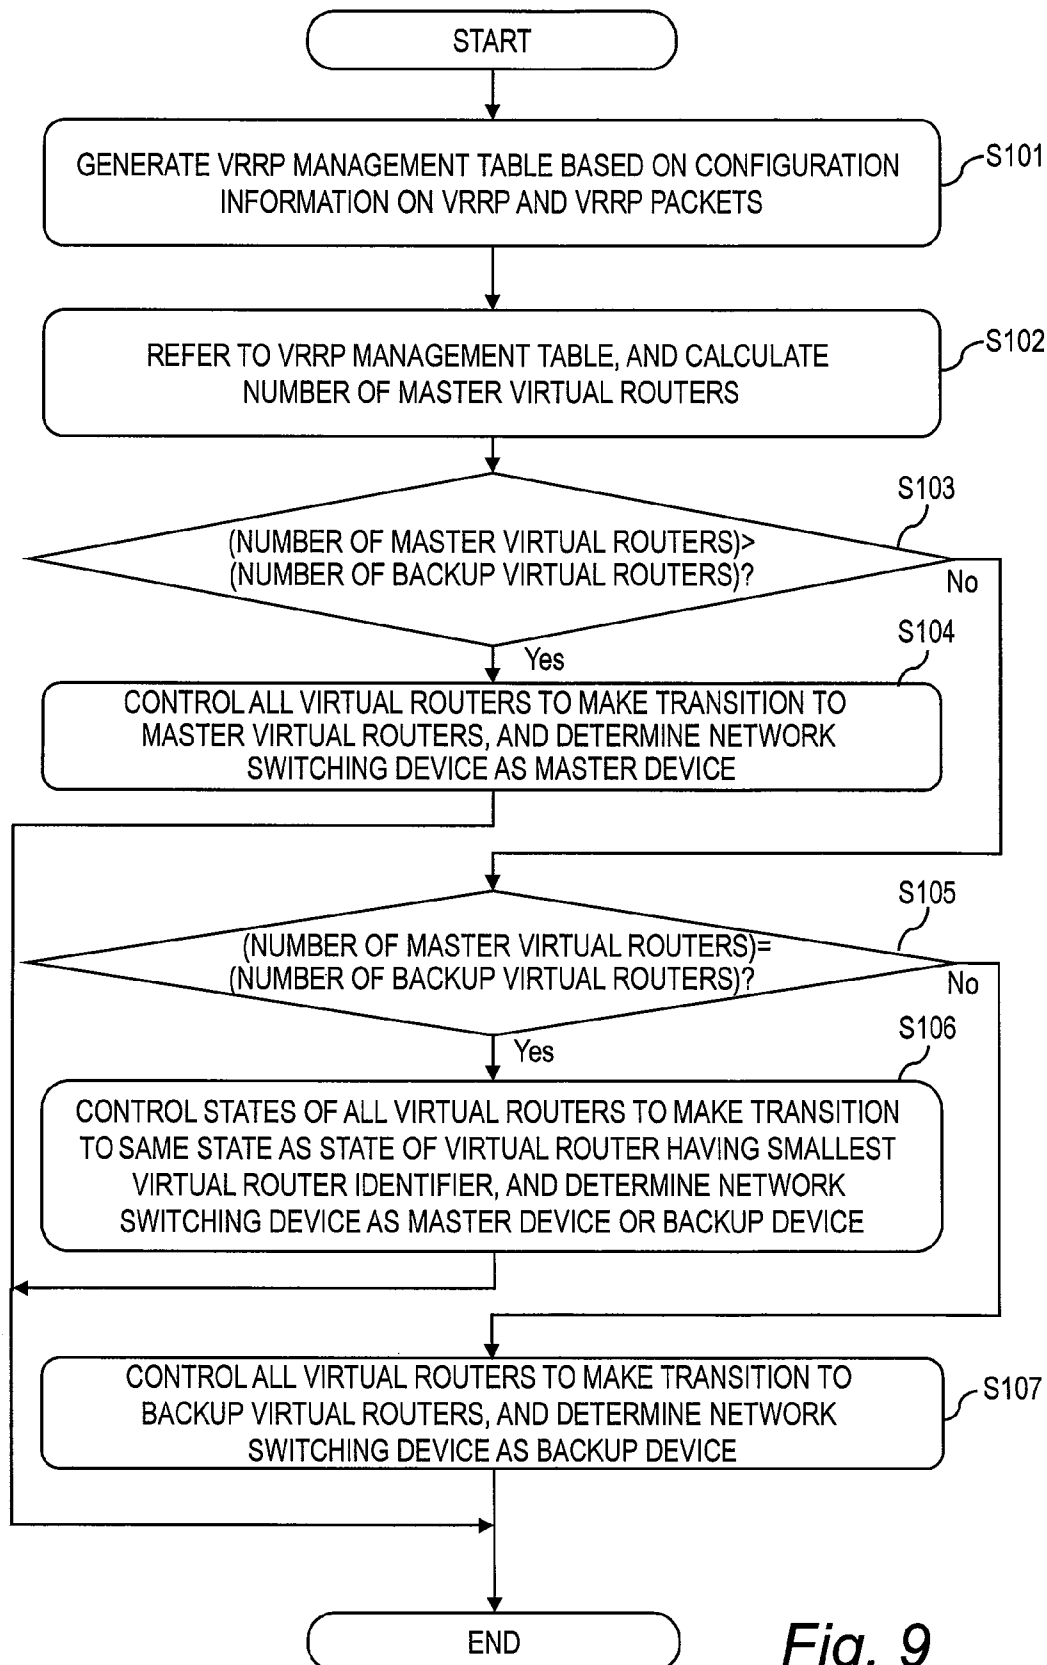 START
GENERATE VRRP MANAGEMENT TABLE BASED ON CONFIGURATION
INFORMATION ON VRRP AND VRRP PACKETS
S101
REFER TO VRRP MANAGEMENT TABLE, AND CALCULATE
NUMBER OF MASTER VIRTUAL ROUTERS
S102
S103
(NUMBER OF MASTER VIRTUAL ROUTERS)>
(NUMBER OF BACKUP VIRTUAL ROUTERS)?
No
Yes
S104
CONTROL ALL VIRTUAL ROUTERS TO MAKE TRANSITION TO
MASTER VIRTUAL ROUTERS, AND DETERMINE NETWORK
SWITCHING DEVICE AS MASTER DEVICE
S105
(NUMBER OF MASTER VIRTUAL ROUTERS)=
(NUMBER OF BACKUP VIRTUAL ROUTERS)?
No
Yes
S106
CONTROL STATES OF ALL VIRTUAL ROUTERS TO MAKE TRANSITION
TO SAME STATE AS STATE OF VIRTUAL ROUTER HAVING SMALLEST
VIRTUAL ROUTER IDENTIFIER, AND DETERMINE NETWORK
SWITCHING DEVICE AS MASTER DEVICE OR BACKUP DEVICE
CONTROL ALL VIRTUAL ROUTERS TO MAKE TRANSITION TO
BACKUP VIRTUAL ROUTERS, AND DETERMINE NETWORK
SWITCHING DEVICE AS BACKUP DEVICE
S107
END
Fig. 9